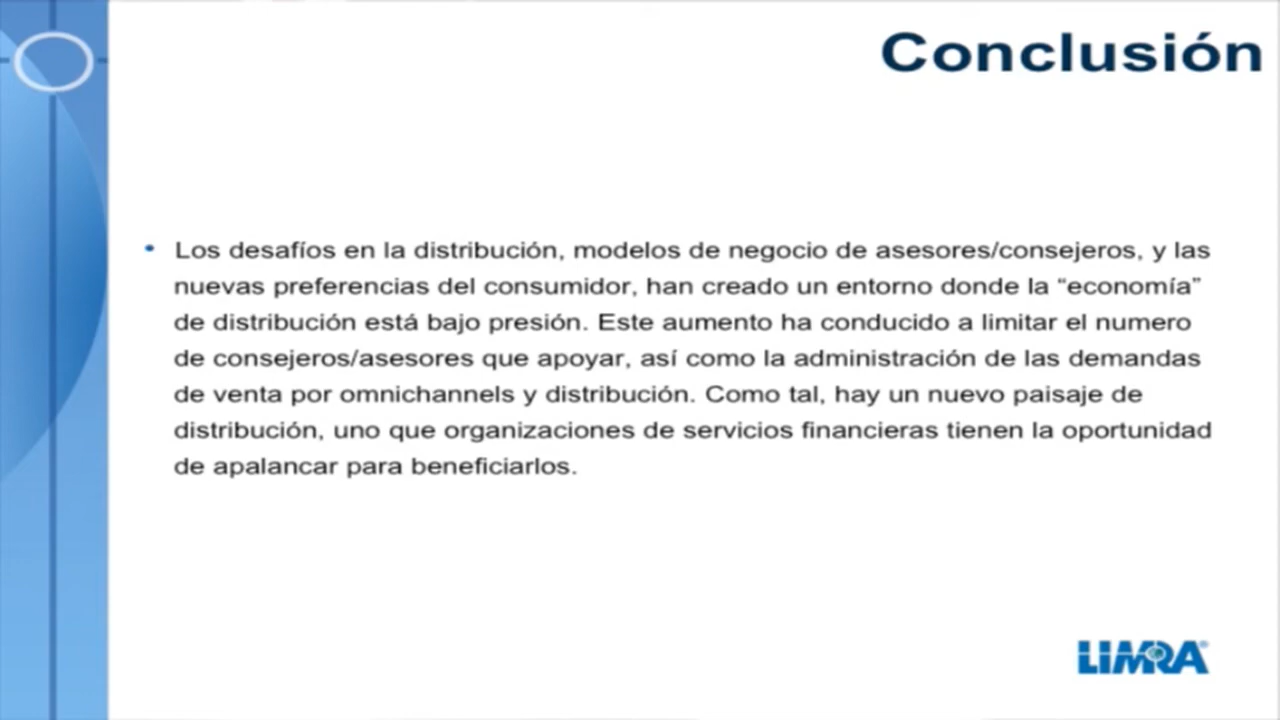 Conclusión
• Los desafíos en la distribución, modelos de negocio de asesores/consejeros, y las
nuevas preferencias del consumidor, han creado un entorno donde la “economía”
de distribución está bajo presión. Este aumento ha conducido a limitar el numero
de consejeros/asesores que apoyar, así como la administración de las demandas
de venta por omnichannels y distribución. Como tal, hay un nuevo paisaje de
distribución, uno que organizaciones de servicios financieras tienen la oportunidad
de apalancar para beneficiarlos.
LIMRA®